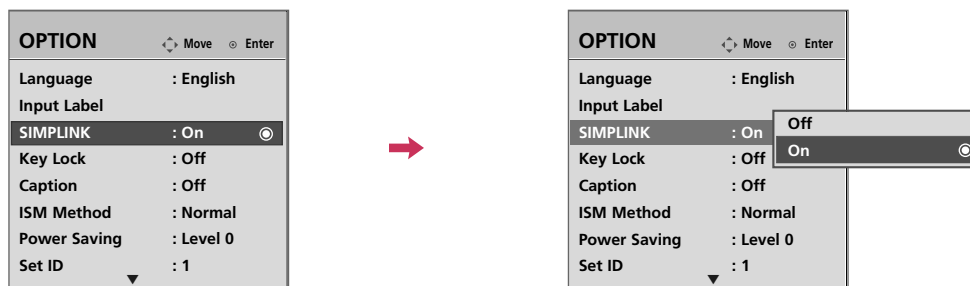 OPTION Move Enter
Language : English
Input Label
SIMPLINK : On
Key Lock : Off
Caption : Off
ISM Method : Normal
Power Saving : Level 0
Set ID : 1
OPTION Move Enter
Language : English
Input Label
SIMPLINK : On
Key Lock : Off
Caption : Off
ISM Method : Normal
Power Saving : Level 0
Set ID : 1
Off
On